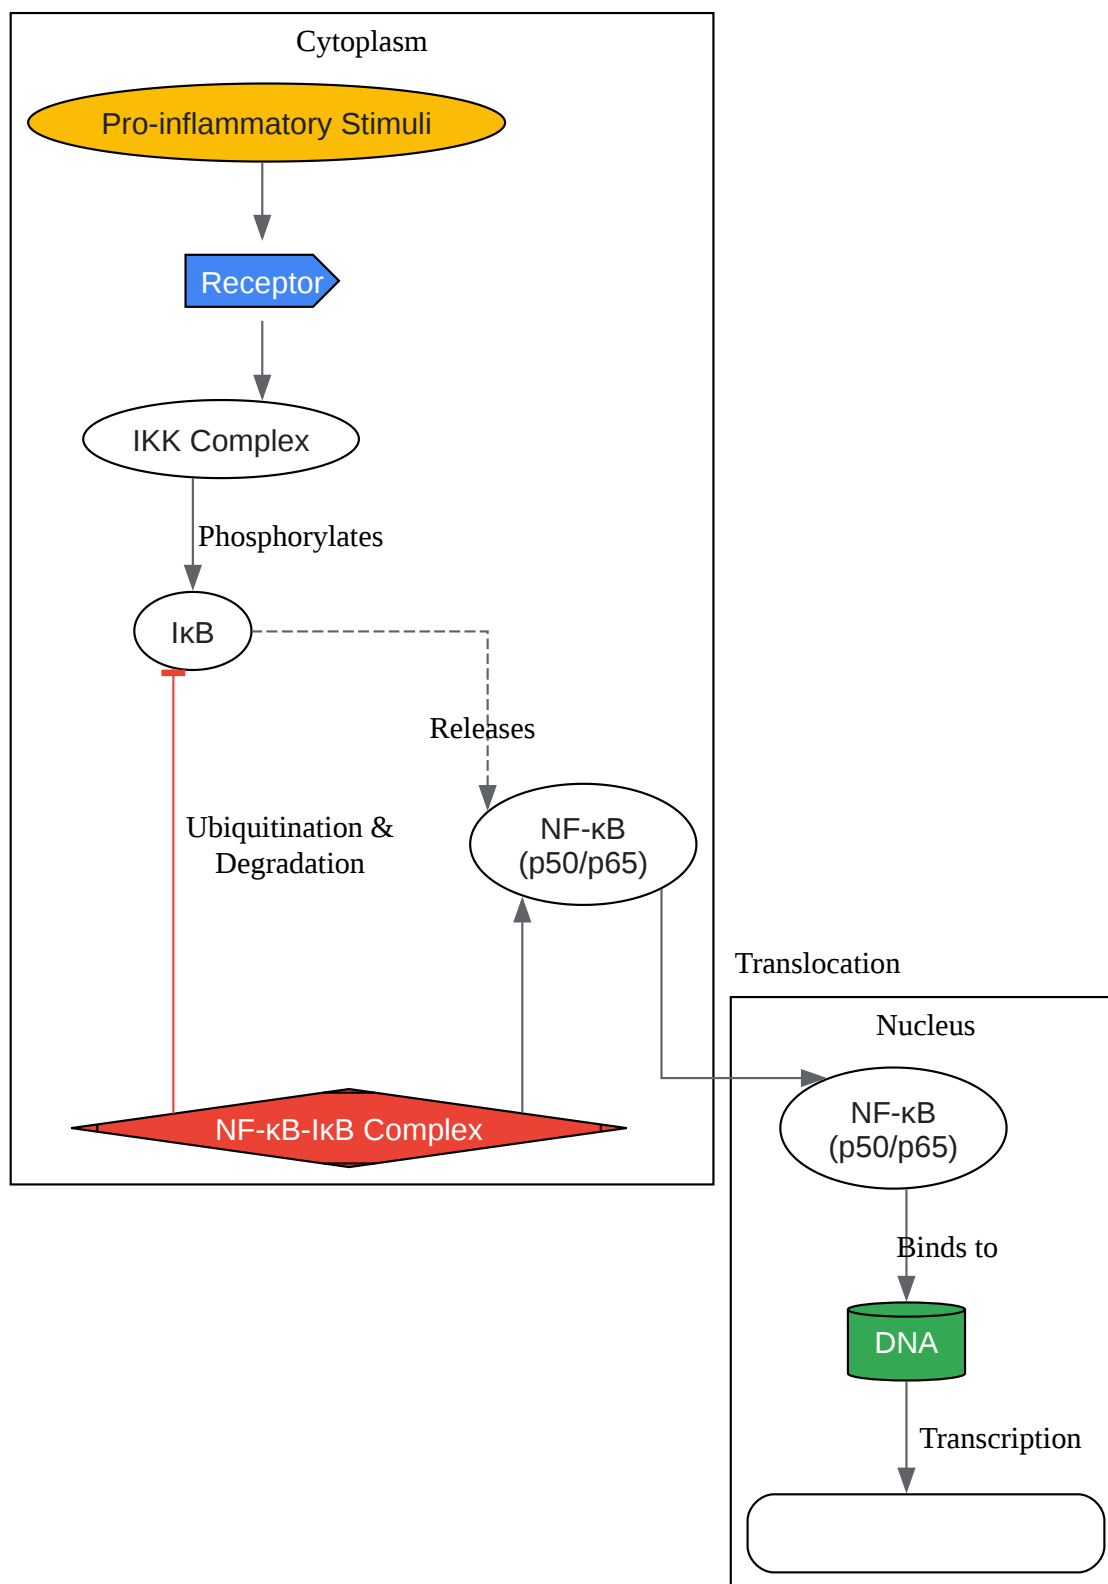 Cytoplasm
Pro-inflammatory Stimuli
Receptor
IKK Complex
Phosphorylates
IκB
Releases
Ubiquitination &
Degradation
NF-κB
(p50/p65)
Translocation
Nucleus
NF-κB-IκB Complex
NF-κB
(p50/p65)
Binds to
DNA
Transcription